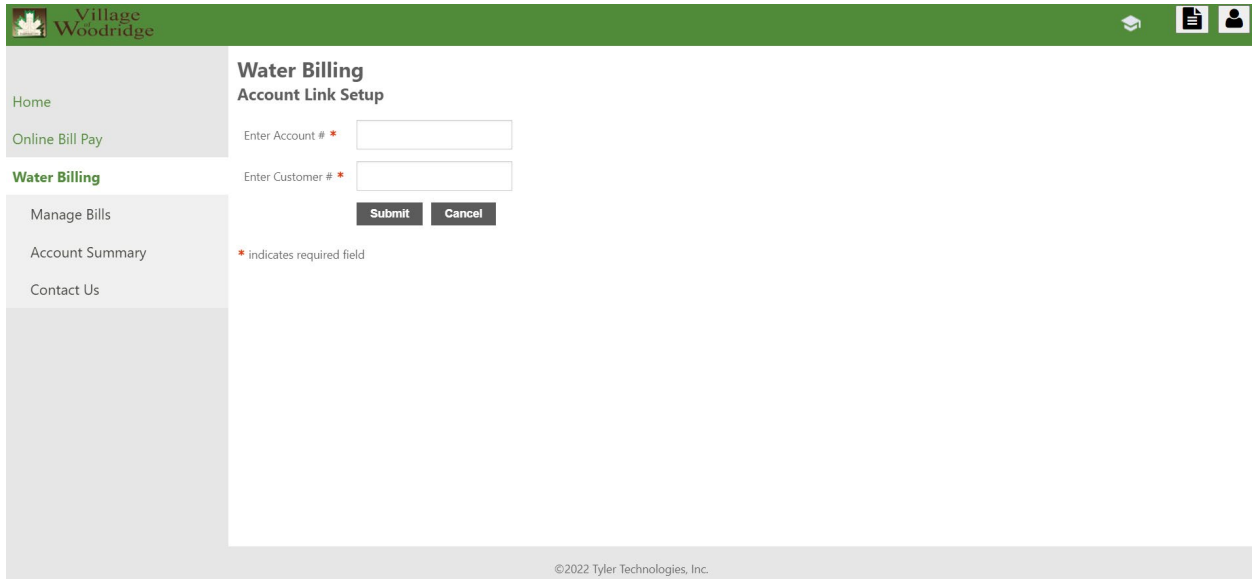 Village
of
Woodridge
Home
Online Bill Pay
Water Billing
Manage Bills
Account Summary
Contact Us
Water Billing
Account Link Setup
Enter Account # *
Enter Customer # *
Submit Cancel
* indicates required field
©2022 Tyler Technologies, Inc.